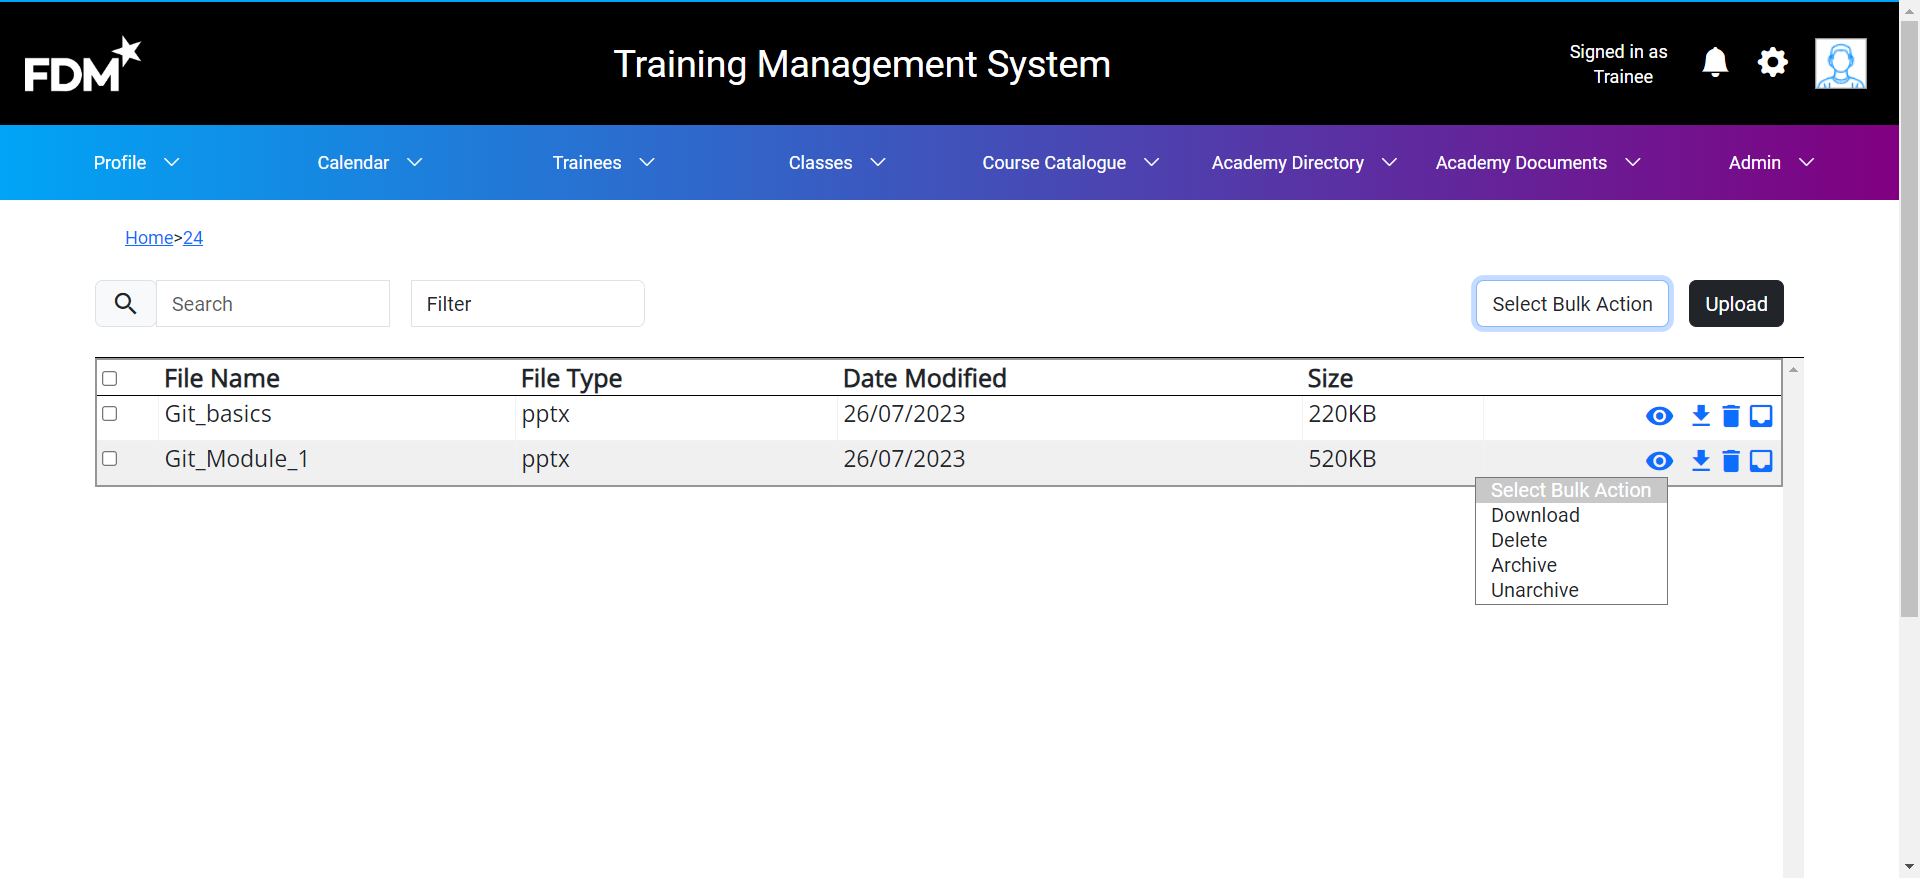 FDM
Training Management System
Signed in as
Trainee
Profile Calendar Trainees Classes Course Catalogue Academy Directory Academy Documents Admin
Home>24
Search Filter Select Bulk Action Upload
File Name File Type Date Modified Size
Git_basics pptx 26/07/2023 220KB
Git_Module_1 pptx 26/07/2023 520KB
Select Bulk Action
Download
Delete
Archive
Unarchive